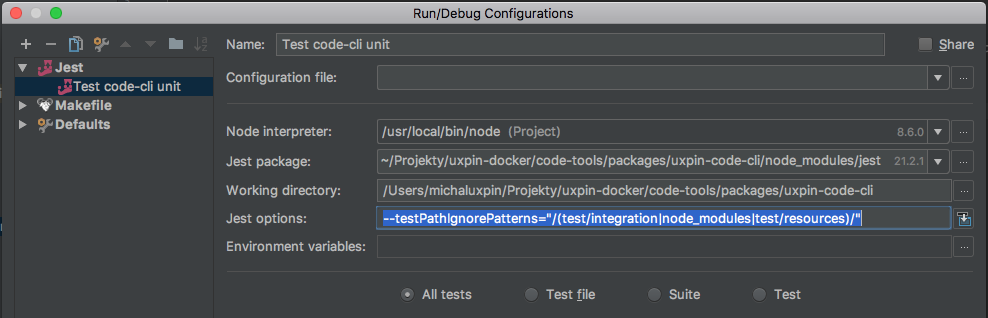 Run/Debug Configurations
Name: Test code-cli unit Share
Jest
Test code-cli unit
Makefile
Defaults
Configuration file: ...
Node interpreter: /usr/local/bin/node (Project) 8.6.0 ...
Jest package: ~/Projekty/uxpin-docker/code-tools/packages/uxpin-code-cli/node_modules/jest 21.2.1 ...
Working directory: /Users/michaluxpin/Projekty/uxpin-docker/code-tools/packages/uxpin-code-cli ...
Jest options: --testPathIgnorePatterns="/(test/integration|node_modules|test/resources)/"
Environment variables: ...
All tests Test file Suite Test